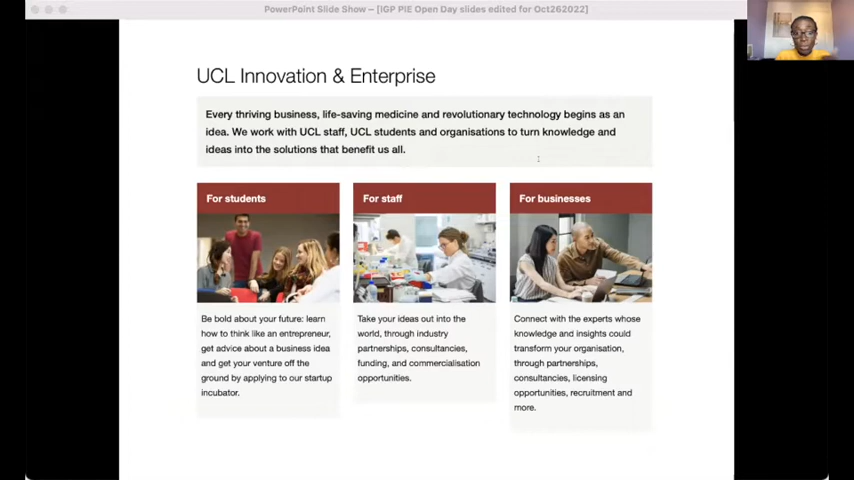 PowerPoint Slide Show – [IGP PIE Open Day slides edited for Oct262022]
UCL Innovation & Enterprise
Every thriving business, life-saving medicine and revolutionary technology begins as an
idea. We work with UCL staff, UCL students and organisations to turn knowledge and
ideas into the solutions that benefit us all.
For students
Be bold about your future: learn
how to think like an entrepreneur,
get advice about a business idea
and get your venture off the
ground by applying to our startup
incubator.
For staff
Take your ideas out into the
world, through industry
partnerships, consultancies,
funding, and commercialisation
opportunities.
For businesses
Connect with the experts whose
knowledge and insights could
transform your organisation,
through partnerships,
consultancies, licensing
opportunities, recruitment and
more.